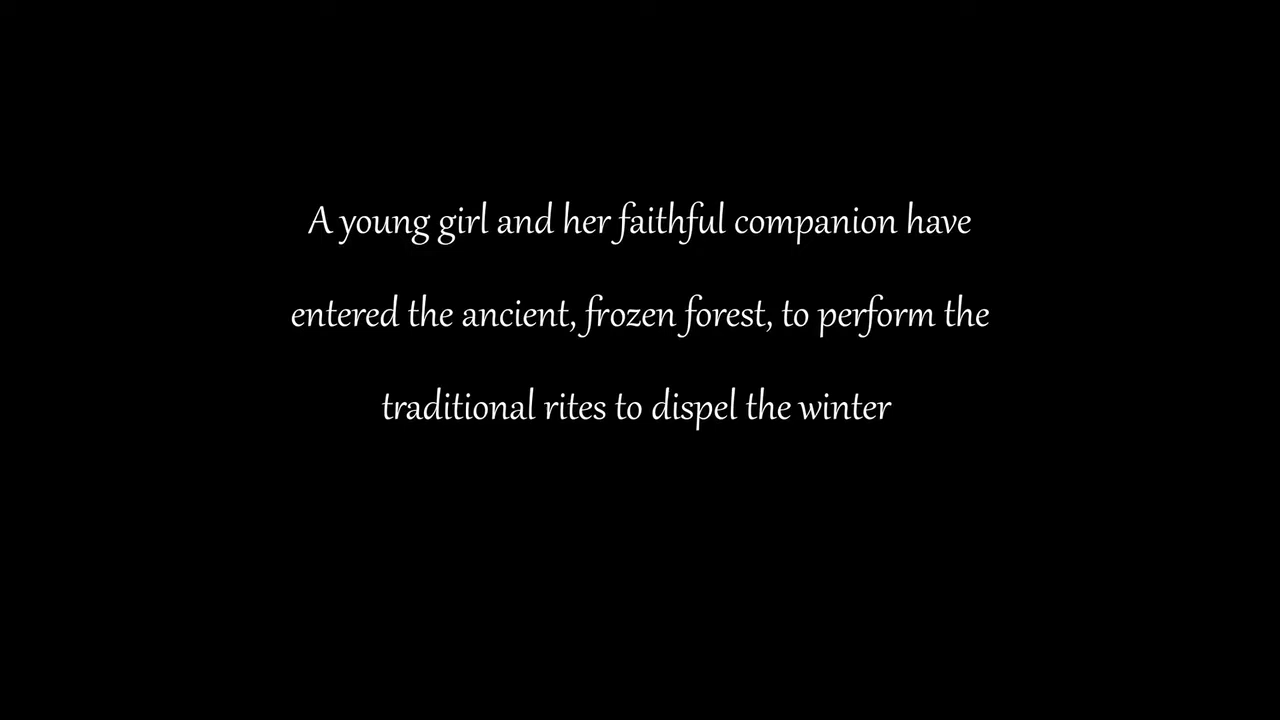 A young girl and her faithful companion have
entered the ancient, frozen forest, to perform the
traditional rites to dispel the winter